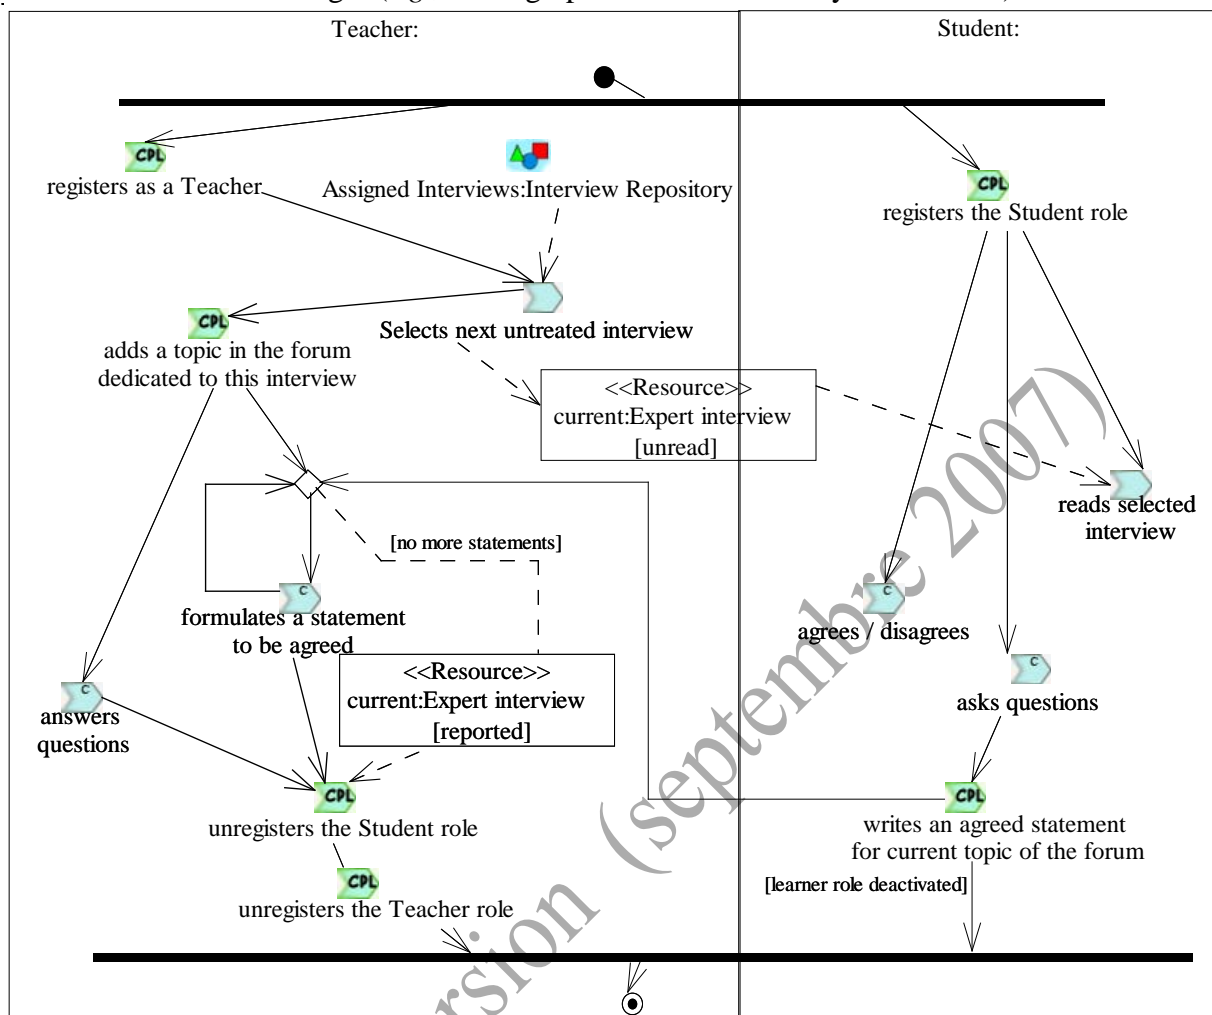 Teacher:
Student:
CPL
registers as a Teacher
Assigned Interviews:Interview Repository
CPL
registers the Student role
CPL
adds a topic in the forum
dedicated to this interview
Selects next untreated interview
<<Resource>>
current:Expert interview
[unread]
reads selected
interview
[no more statements]
C
formulates a statement
to be agreed
C
agrees / disagrees
<<Resource>>
current:Expert interview
[reported]
C
answers
questions
C
asks questions
CPL
unregisters the Student role
CPL
writes an agreed statement
for current topic of the forum
[learner role deactivated]
CPL
unregisters the Teacher role
(septembre 2007)